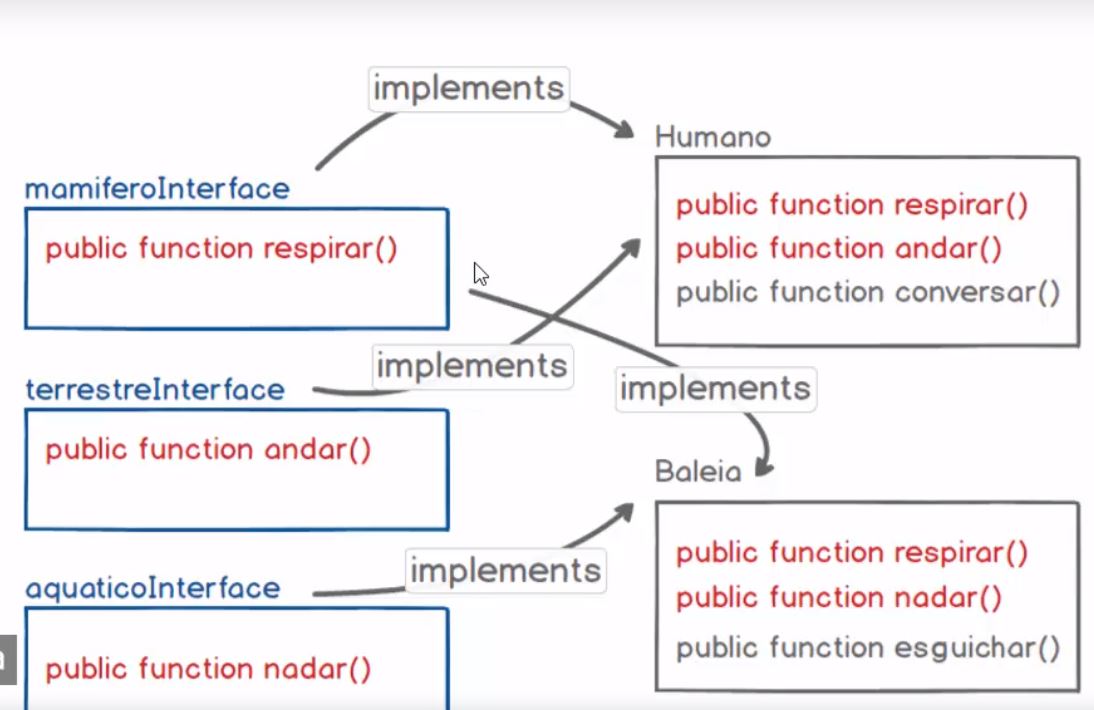 implements
Humano
mamiferoInterface
public function respirar()
public function respirar()
public function andar()
public function conversar()
implements
terrestreInterface
implements
public function andar()
Baleia
implements
aquaticoInterface
public function respirar()
public function nadar()
public function esguichar()
public function nadar()